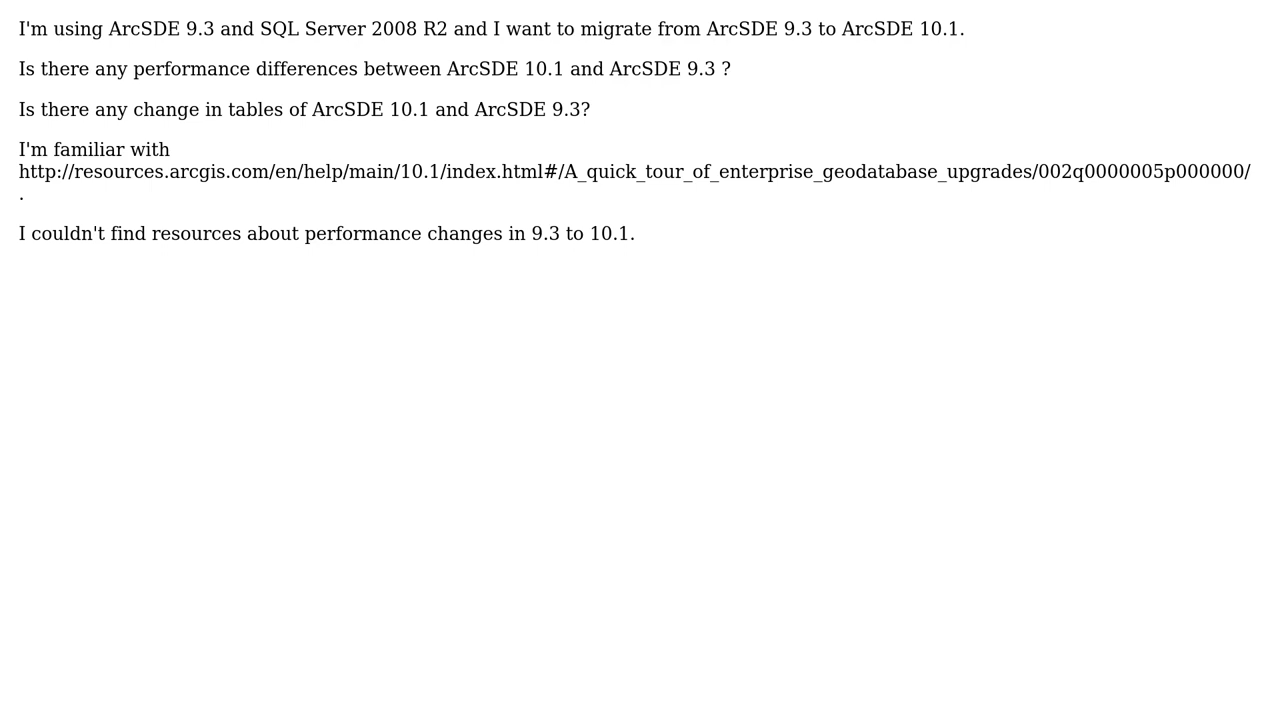 I'm using ArcSDE 9.3 and SQL Server 2008 R2 and I want to migrate from ArcSDE 9.3 to ArcSDE 10.1.
Is there any performance differences between ArcSDE 10.1 and ArcSDE 9.3 ?
Is there any change in tables of ArcSDE 10.1 and ArcSDE 9.3?
I'm familiar with
http://resources.arcgis.com/en/help/main/10.1/index.html#/A_quick_tour_of_enterprise_geodatabase_upgrades/002q0000005p000000/
.
I couldn't find resources about performance changes in 9.3 to 10.1.